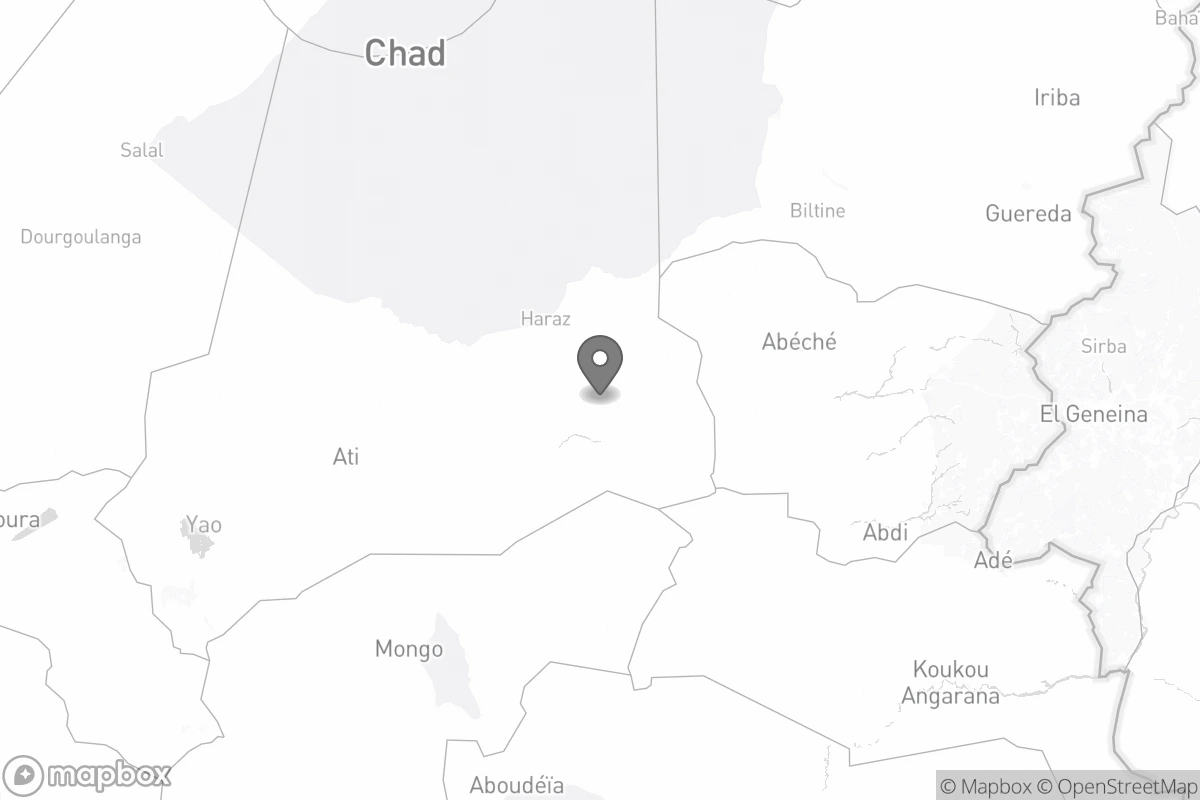 Baha
Chad
Iriba
Salal
Biltine
Guereda
Dourgoulanga
Haraz
Abéché
Sirba
El Geneina
Ati
oura
Yao
Abdi
Adé
Mongo
Koukou
Angarana
Aboudéïa
mapbox
© Mapbox © OpenStreetMap